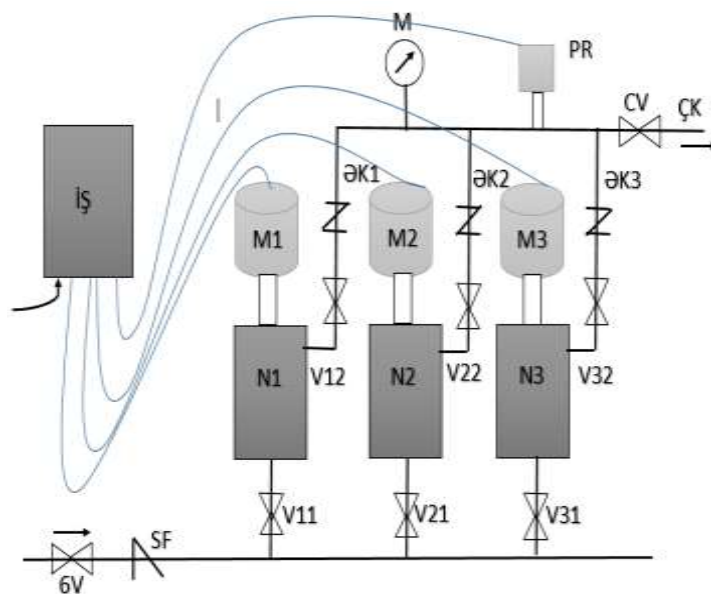 M
PR
CV
ÇK
İŞ
ƏK1
ƏK2
ƏK3
M1
M2
M3
N1
V12
N2
V22
N3
V32
V11
V21
V31
SF
6V